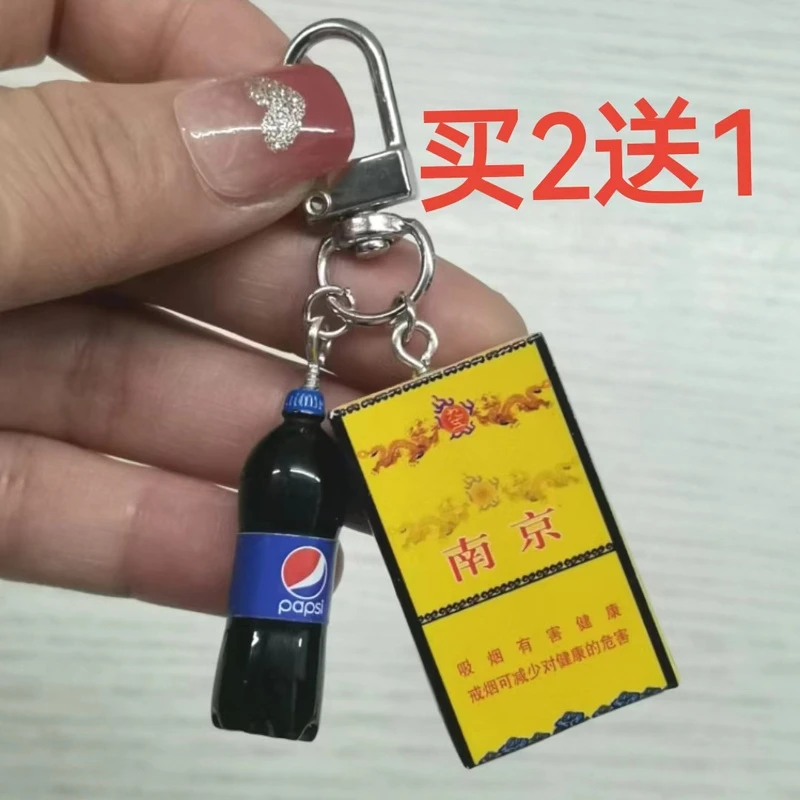 买2送1
papsi
南京
吸烟有害健康
戒烟可减少对健康的危害